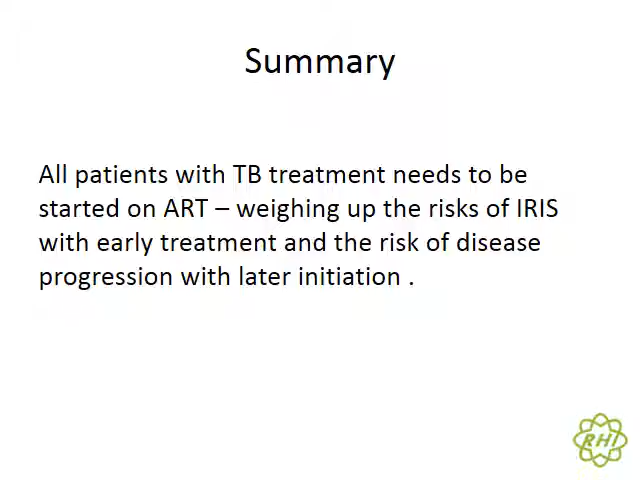 Summary
All patients with TB treatment needs to be
started on ART – weighing up the risks of IRIS
with early treatment and the risk of disease
progression with later initiation .
RHI